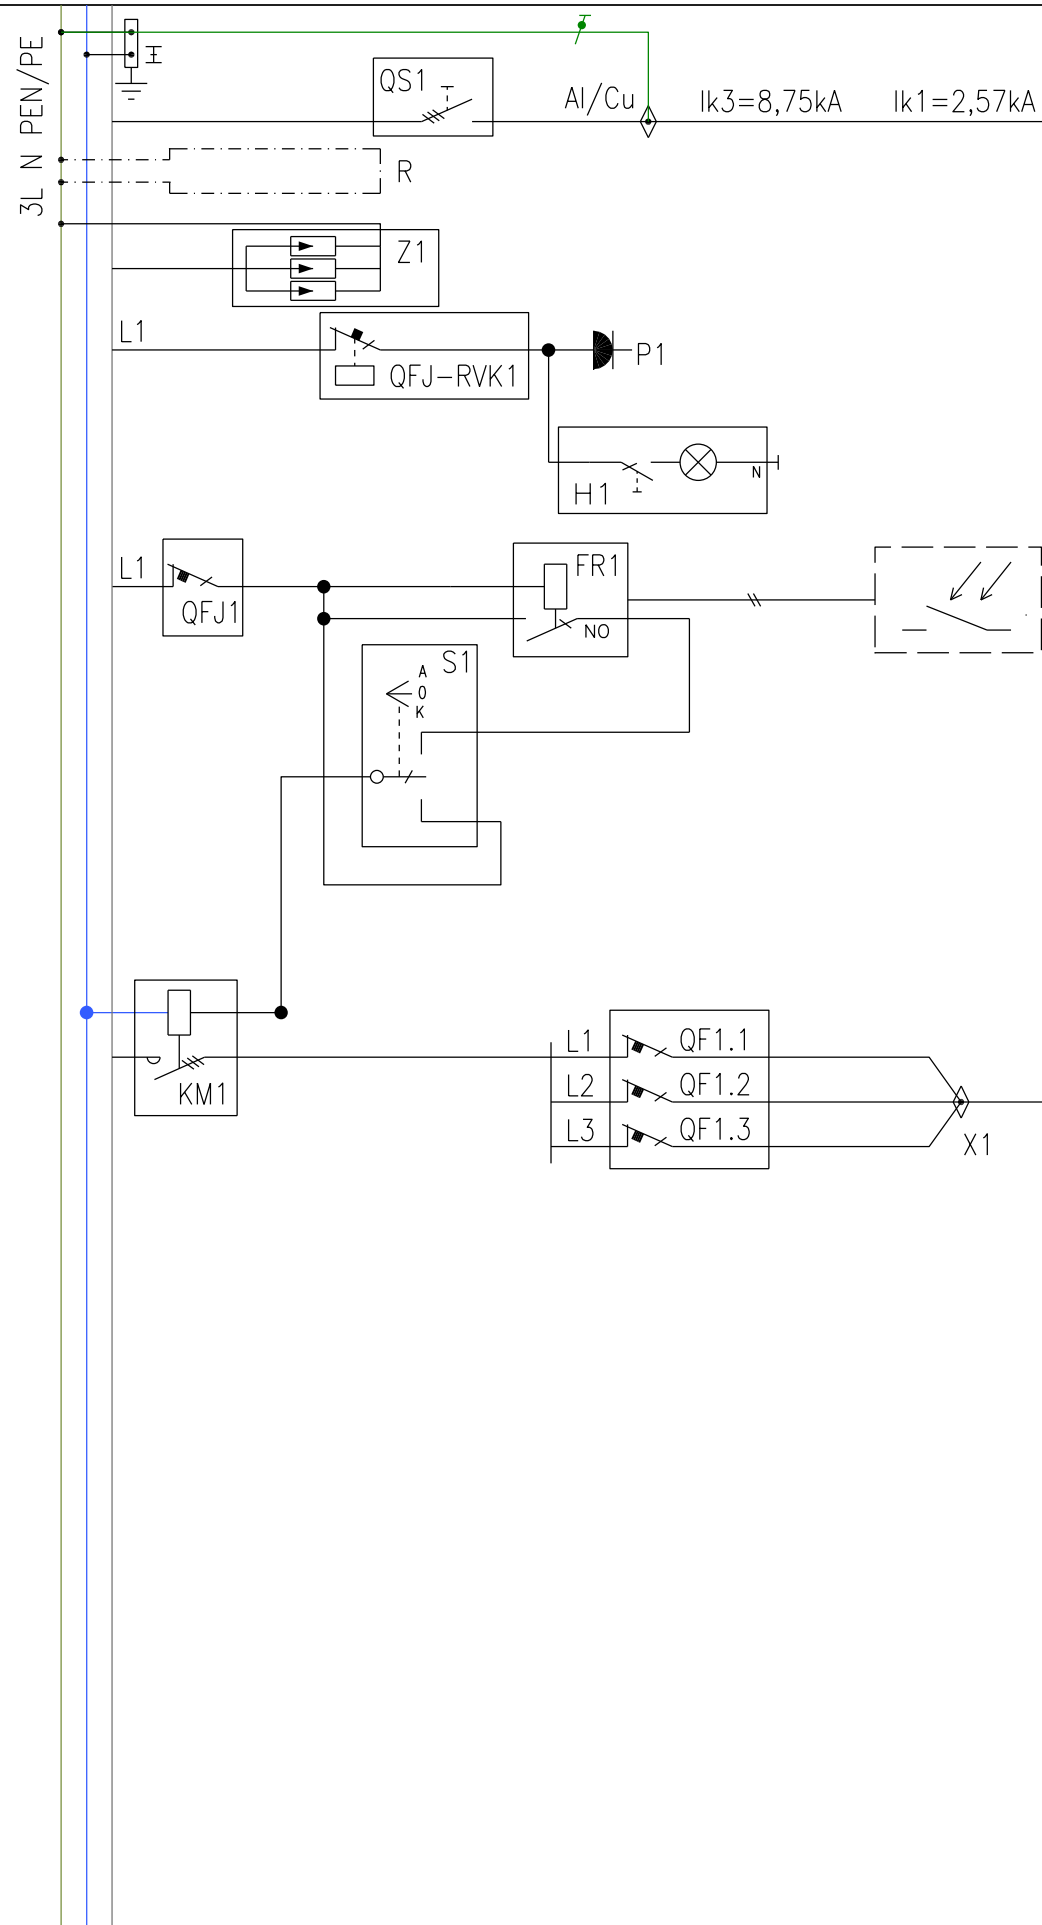 3L N PEN/PE
QS1
Al/Cu
Ik3=8,75kA
Ik1=2,57kA
R
Z1
L1
QFJ-RVK1
P1
H1
N
L1
QFJ1
FR1
NO
S1
A
0
K
KM1
L1
QF1.1
L2
QF1.2
L3
QF1.3
X1